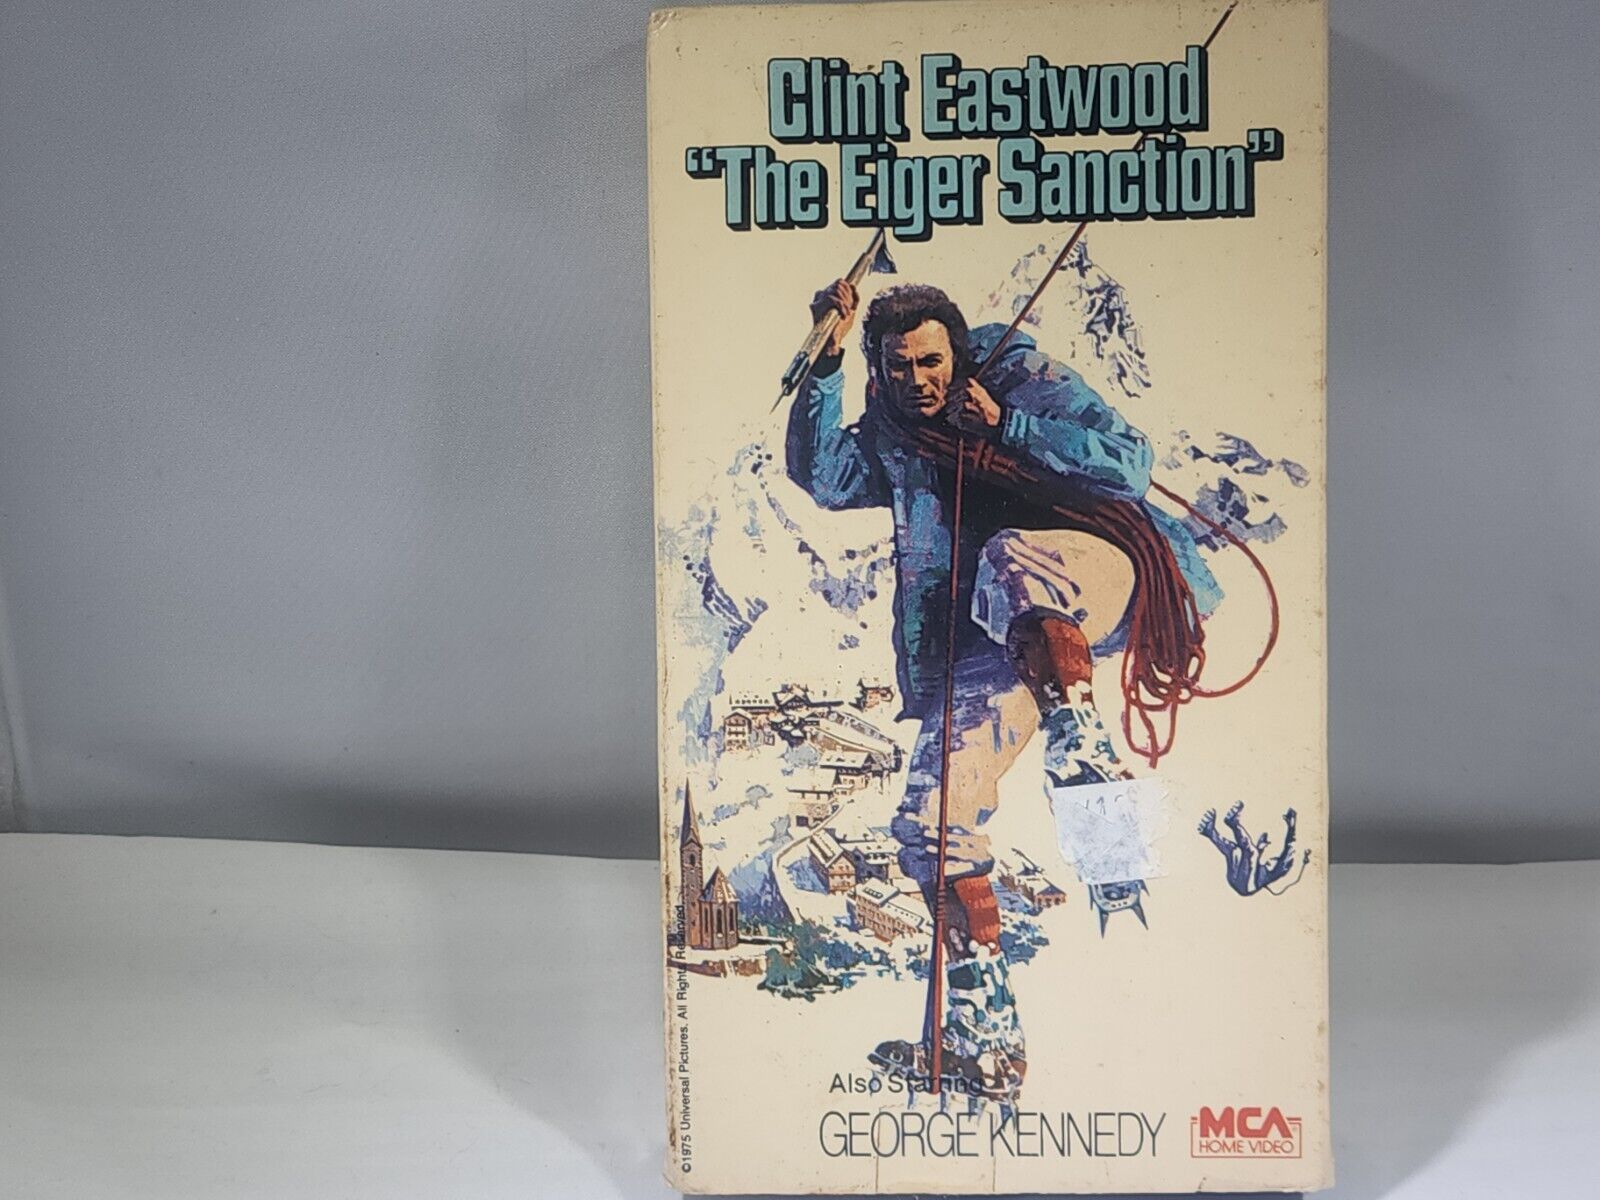 Clint Eastwood
“The Eiger Sanction”
©1975 Universal Pictures. All Rights Reserved.
Also Starring
GEORGE KENNEDY
MCA
HOME VIDEO